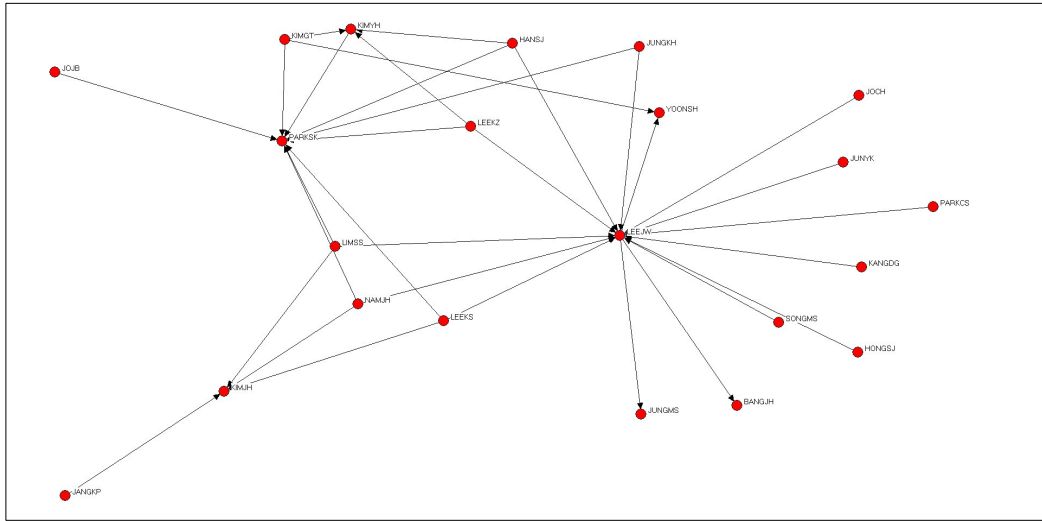 KIMYH
KIMGT
HANSJ
JUNGKH
JOJB
JOCH
YOONSH
LEEKZ
PARKSK
JUNYK
PARKCS
LEEJW
LIMSS
KANGDG
NAMJH
LEEKS
SONGMS
HONGSJ
KIMJH
BANGJH
JUNGMS
JANGKP